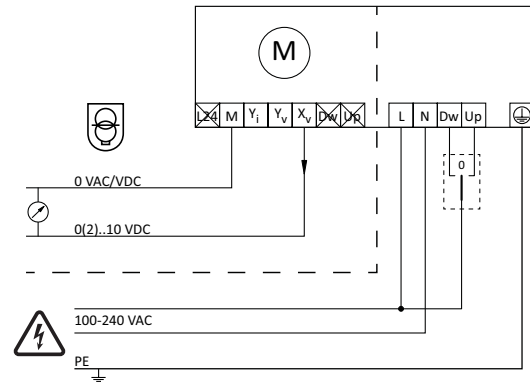 M
L24 M Yi Yv Xv Dw Up L N Dw Up
0
0 VAC/VDC
0(2)..10 VDC
100-240 VAC
PE